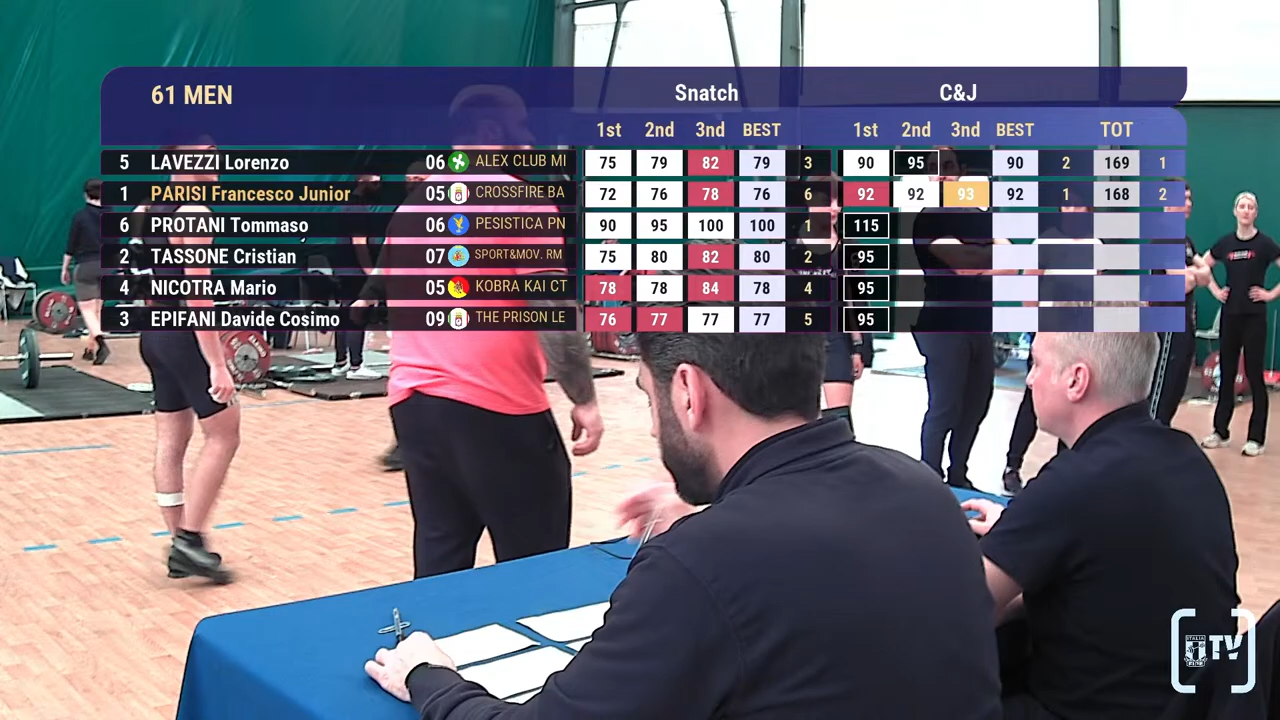 61 MEN Snatch C&J
1st 2nd 3nd BEST 1st 2nd 3nd BEST TOT
5 LAVEZZI Lorenzo 06 ALEX CLUB MI 75 79 82 79 3 90 95 90 2 169 1
1 PARISI Francesco Junior 05 CROSSFIRE BA 72 76 78 76 6 92 92 93 92 1 168 2
6 PROTANI Tommaso 06 PESISTICA PN 90 95 100 100 1 115
2 TASSONE Cristian 07 SPORT&MOV. RM 75 80 82 80 2 95
4 NICOTRA Mario 05 KOBRA KAI CT 78 78 84 78 4 95
3 EPIFANI Davide Cosimo 09 THE PRISON LE 76 77 77 77 5 95
ITALIA
TV